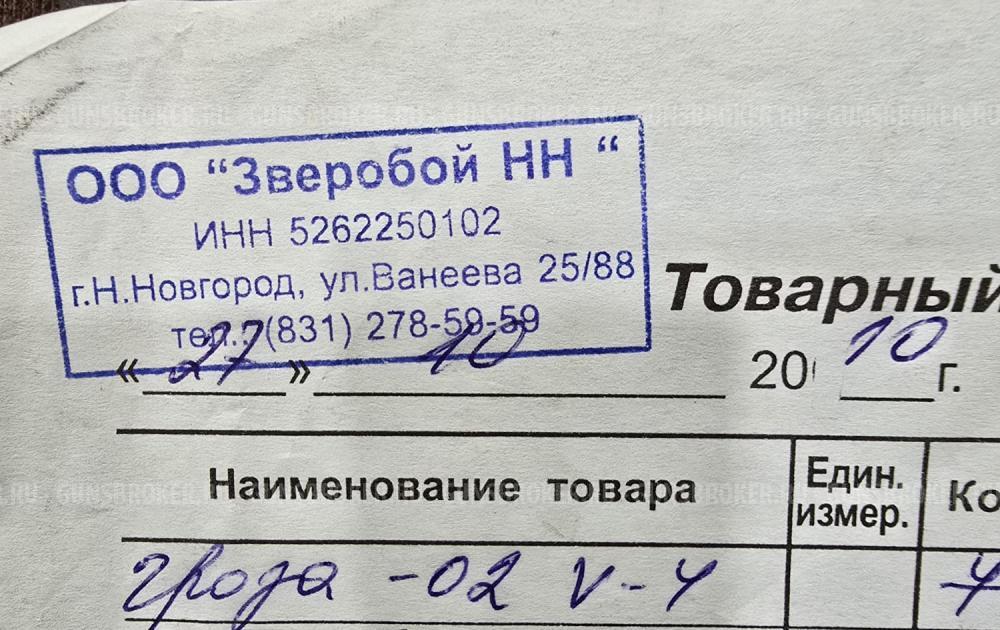 ООО “Зверобой НН “
ИНН 5262250102
г.Н.Новгород, ул.Ванеева 25/88
тел.: (831) 278-59-59
Товарный
« 27 » 10 2010 г.
Наименование товара Един. измер. Ко
гроза -02 V-4